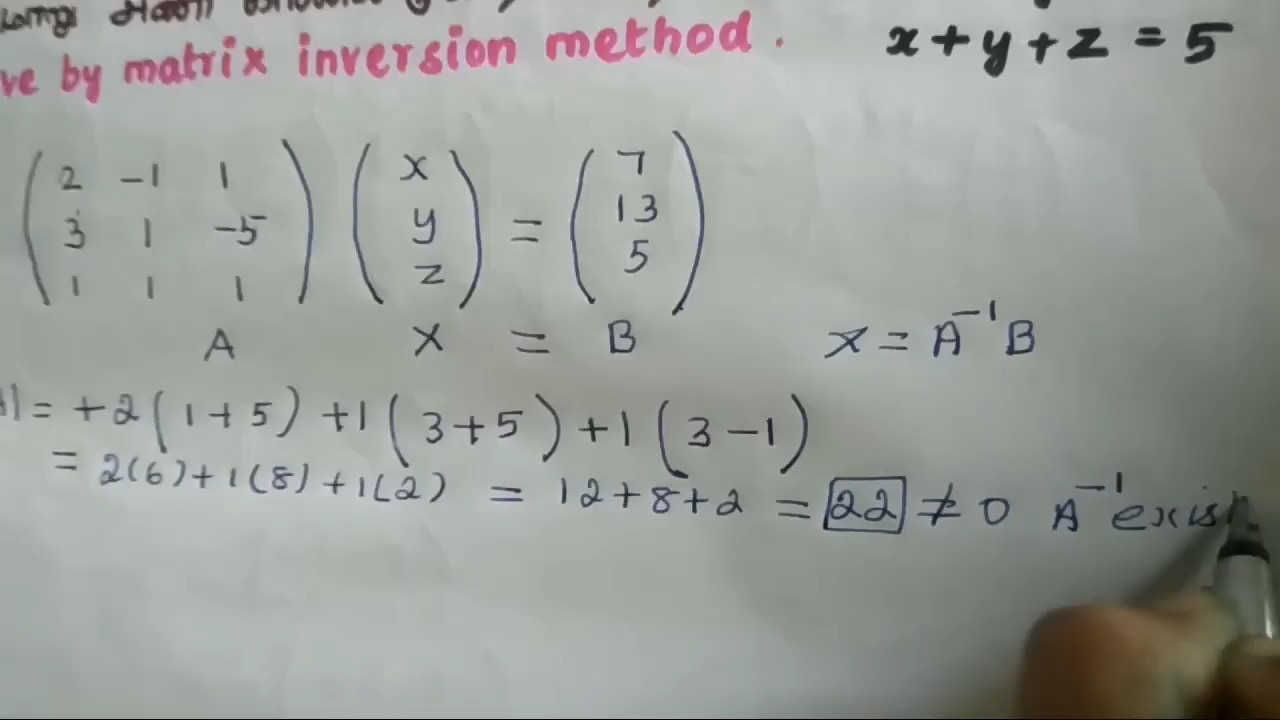 ve by matrix inversion method.
x + y + z = 5
2 -1 1 x 7
3 1 -5 y = 13
1 1 1 z 5
A X = B x = A⁻¹B
| = +2(1+5) +1(3+5) +1(3-1)
= 2(6)+1(8)+1(2) = 12+8+2 = 22 ≠ 0 A⁻¹ exis